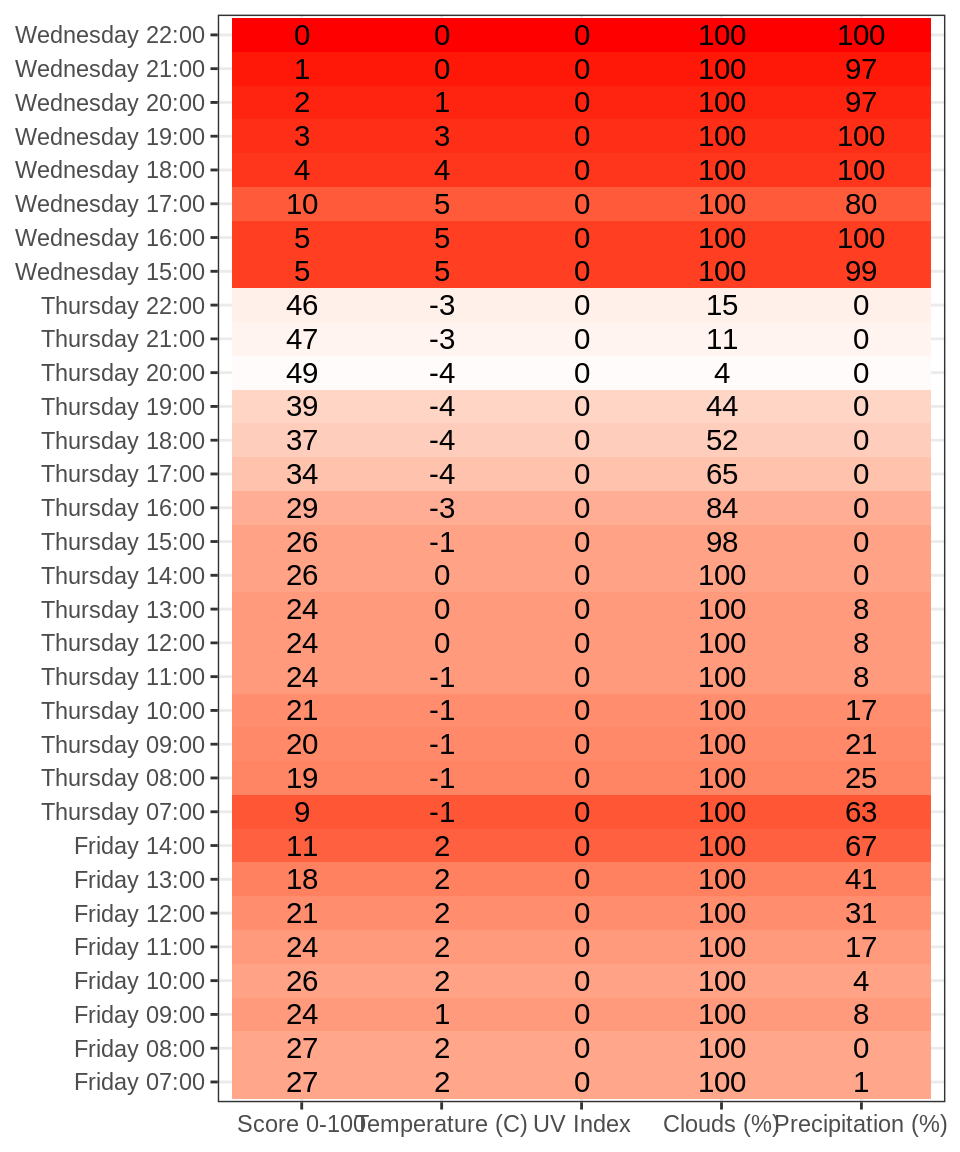 Wednesday 22:00 0 0 0 100 100
Wednesday 21:00 1 0 0 100 97
Wednesday 20:00 2 1 0 100 97
Wednesday 19:00 3 3 0 100 100
Wednesday 18:00 4 4 0 100 100
Wednesday 17:00 10 5 0 100 80
Wednesday 16:00 5 5 0 100 100
Wednesday 15:00 5 5 0 100 99
Thursday 22:00 46 -3 0 15 0
Thursday 21:00 47 -3 0 11 0
Thursday 20:00 49 -4 0 4 0
Thursday 19:00 39 -4 0 44 0
Thursday 18:00 37 -4 0 52 0
Thursday 17:00 34 -4 0 65 0
Thursday 16:00 29 -3 0 84 0
Thursday 15:00 26 -1 0 98 0
Thursday 14:00 26 0 0 100 0
Thursday 13:00 24 0 0 100 8
Thursday 12:00 24 0 0 100 8
Thursday 11:00 24 -1 0 100 8
Thursday 10:00 21 -1 0 100 17
Thursday 09:00 20 -1 0 100 21
Thursday 08:00 19 -1 0 100 25
Thursday 07:00 9 -1 0 100 63
Friday 14:00 11 2 0 100 67
Friday 13:00 18 2 0 100 41
Friday 12:00 21 2 0 100 31
Friday 11:00 24 2 0 100 17
Friday 10:00 26 2 0 100 4
Friday 09:00 24 1 0 100 8
Friday 08:00 27 2 0 100 0
Friday 07:00 27 2 0 100 1
Score 0-100 Temperature (C) UV Index Clouds (%) Precipitation (%)